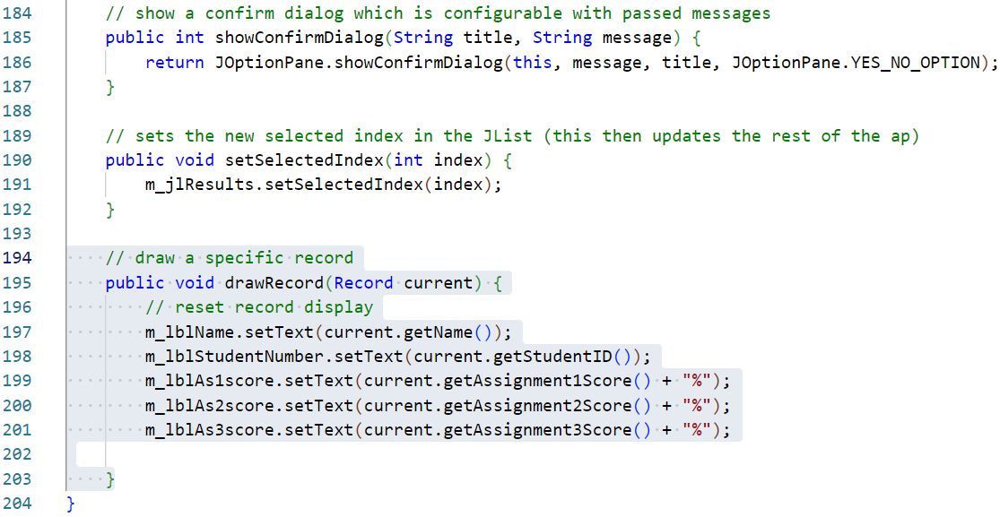 184 // show a confirm dialog which is configurable with passed messages
185 public int showConfirmDialog(String title, String message) {
186 return JOptionPane.showConfirmDialog(this, message, title, JOptionPane.YES_NO_OPTION);
187 }
188
189 // sets the new selected index in the JList (this then updates the rest of the ap)
190 public void setSelectedIndex(int index) {
191 m_jlResults.setSelectedIndex(index);
192 }
193
194 // draw a specific record
195 public void drawRecord(Record current) {
196 // reset record display
197 m_lblName.setText(current.getName());
198 m_lblStudentNumber.setText(current.getStudentID());
199 m_lblAs1score.setText(current.getAssignment1Score() + "%");
200 m_lblAs2score.setText(current.getAssignment2Score() + "%");
201 m_lblAs3score.setText(current.getAssignment3Score() + "%");
202
203 }
204 }